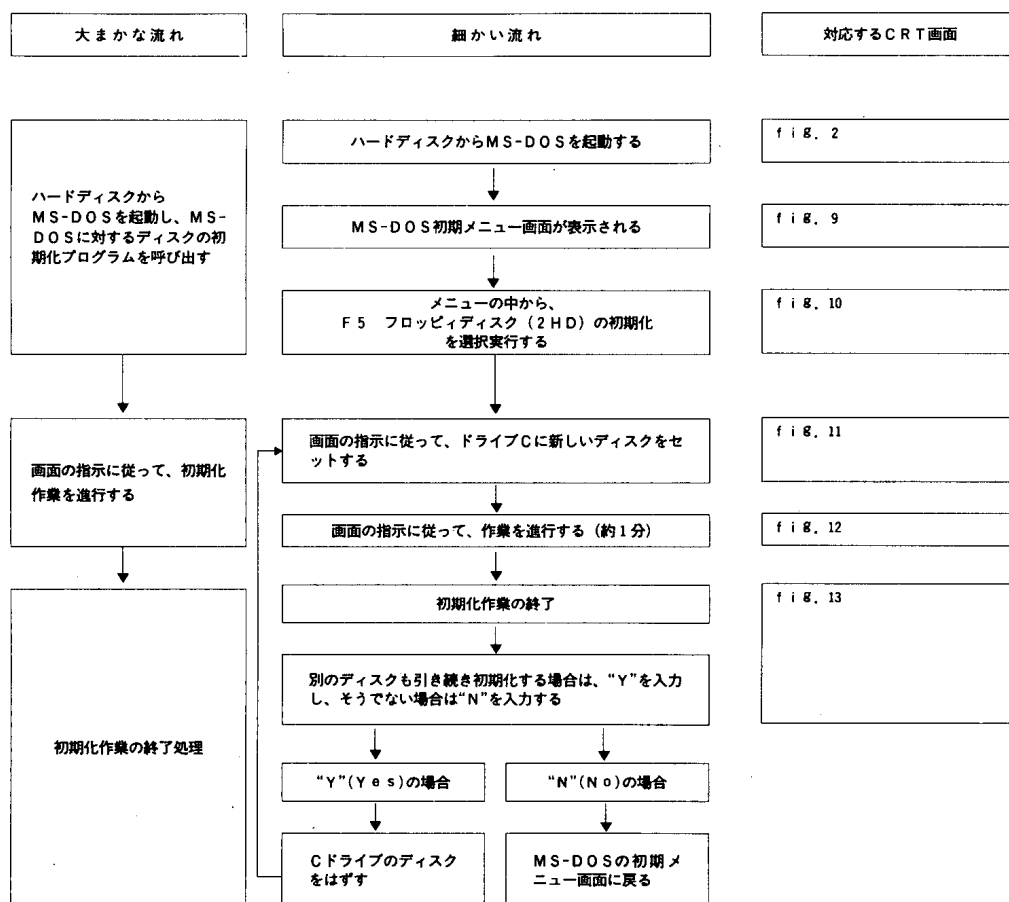 大まかな流れ
細かい流れ
対応するCRT画面
ハードディスクから
MS-DOSを起動し、MS-
DOSに対するディスクの初
期化プログラムを呼び出す
ハードディスクからMS-DOSを起動する
fig. 2
MS-DOS初期メニュー画面が表示される
fig. 9
メニューの中から、
F5 フロッピィディスク(2HD)の初期化
を選択実行する
fig. 10
画面の指示に従って、初期化
作業を進行する
画面の指示に従って、ドライブCに新しいディスクをセ
ットする
fig. 11
画面の指示に従って、作業を進行する(約1分)
fig. 12
初期化作業の終了処理
初期化作業の終了
fig. 13
別のディスクも引き続き初期化する場合は、“Y”を入力
し、そうでない場合は“N”を入力する
“Y”(Yes)の場合
“N”(No)の場合
Cドライブのディスク
をはずす
MS-DOSの初期メ
ニュー画面に戻る